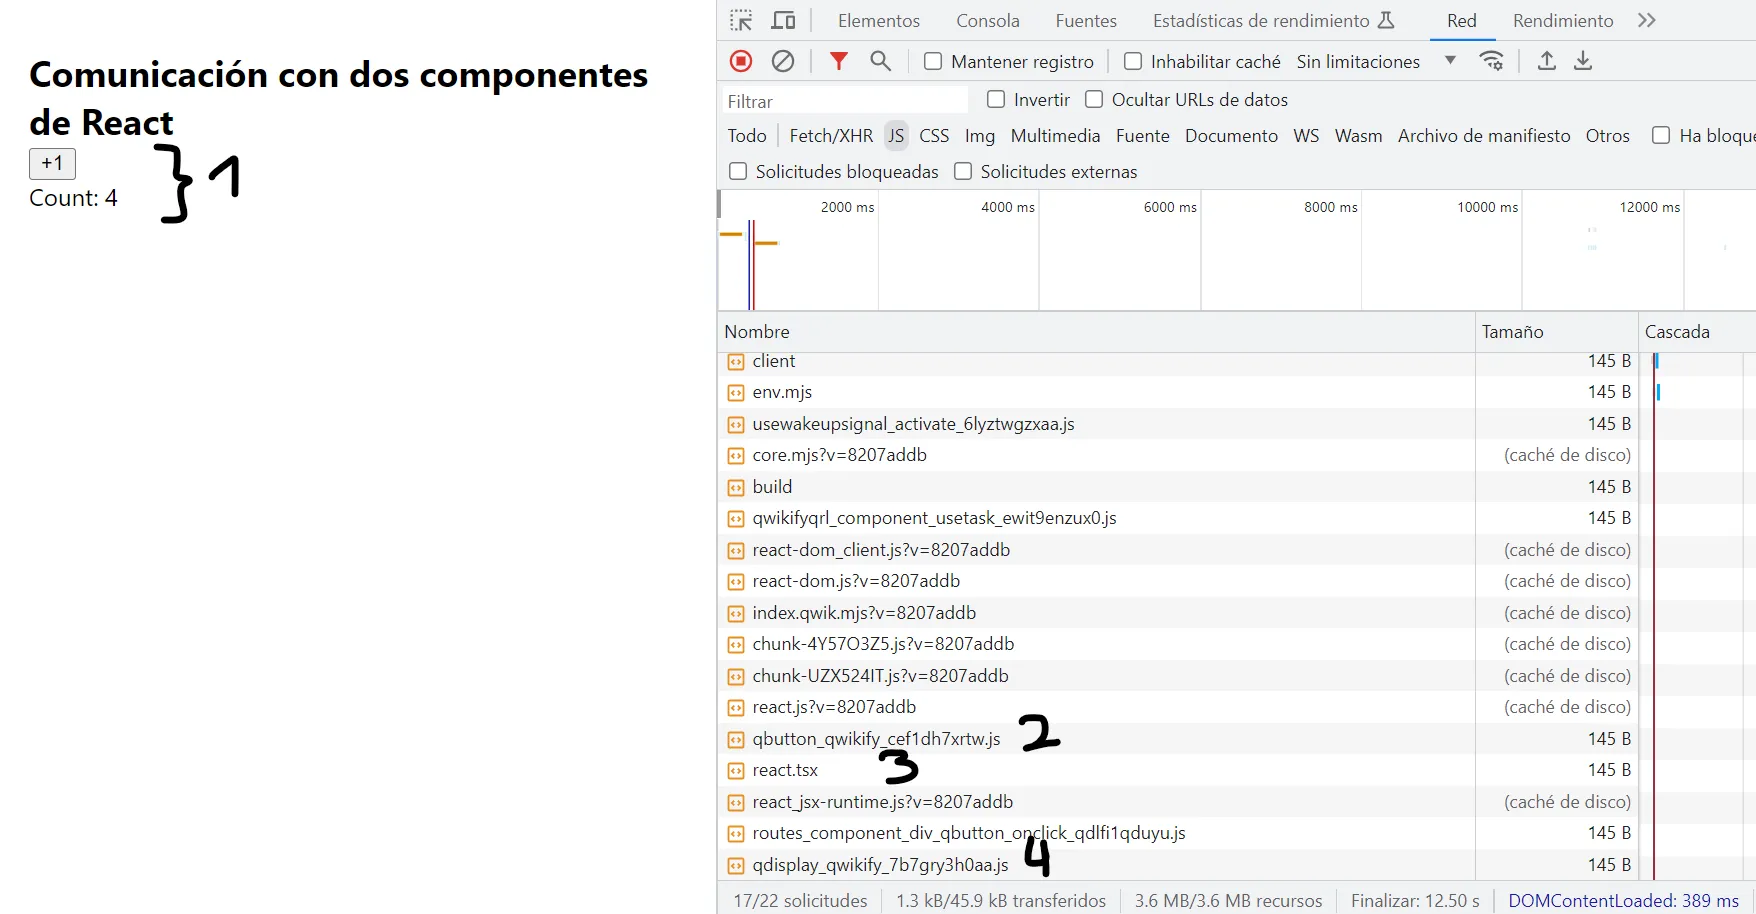 Comunicación con dos componentes
de React
+1
Count: 4
1
Elementos Consola Fuentes Estadísticas de rendimiento Red Rendimiento
Mantener registro Inhabilitar caché Sin limitaciones
Filtrar Invertir Ocultar URLs de datos
Todo Fetch/XHR JS CSS Img Multimedia Fuente Documento WS Wasm Archivo de manifiesto Otros Ha bloque
Solicitudes bloqueadas Solicitudes externas
2000 ms 4000 ms 6000 ms 8000 ms 10000 ms 12000 ms
Nombre Tamaño Cascada
client 145 B
env.mjs 145 B
usewakeupsignal_activate_6lyztwgzxaa.js 145 B
core.mjs?v=8207addb (caché de disco)
build 145 B
qwikifyqrl_component_usetask_ewit9enzux0.js 145 B
react-dom_client.js?v=8207addb (caché de disco)
react-dom.js?v=8207addb (caché de disco)
index.qwik.mjs?v=8207addb (caché de disco)
chunk-4Y57O3Z5.js?v=8207addb (caché de disco)
chunk-UZX524IT.js?v=8207addb (caché de disco)
react.js?v=8207addb (caché de disco)
qbutton_qwikify_cef1dh7xrtw.js 2 145 B
react.tsx 3 145 B
react_jsx-runtime.js?v=8207addb (caché de disco)
routes_component_div_qbutton_onclick_qdlfi1qduyu.js 145 B
qdisplay_qwikify_7b7gry3h0aa.js 4 145 B
17/22 solicitudes 1.3 kB/45.9 kB transferidos 3.6 MB/3.6 MB recursos Finalizar: 12.50 s DOMContentLoaded: 389 ms